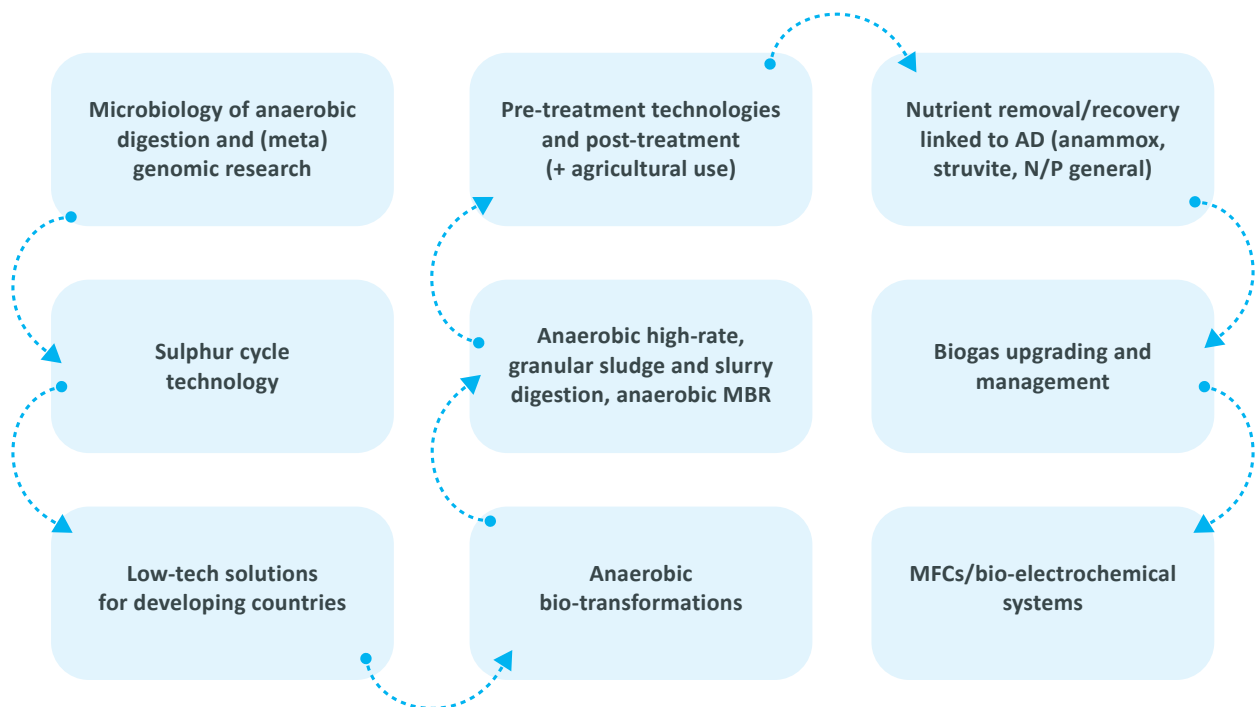 Microbiology of anaerobic
digestion and (meta)
genomic research
Sulphur cycle
technology
Low-tech solutions
for developing countries
Anaerobic
bio-transformations
Anaerobic high-rate,
granular sludge and slurry
digestion, anaerobic MBR
Pre-treatment technologies
and post-treatment
(+ agricultural use)
Nutrient removal/recovery
linked to AD (anammox,
struvite, N/P general)
Biogas upgrading and
management
MFCs/bio-electrochemical
systems